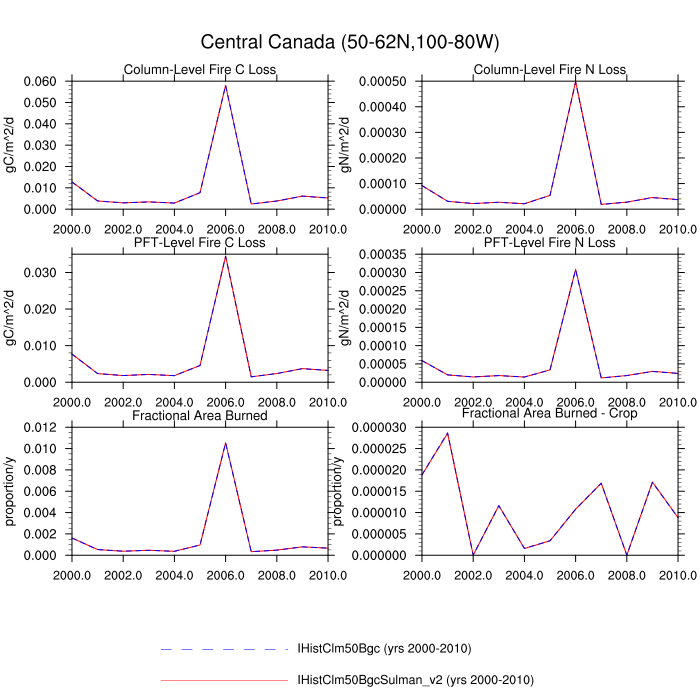 Central Canada (50-62N,100-80W)
Column-Level Fire C Loss
gC/m^2/d
0.060
0.050
0.040
0.030
0.020
0.010
0.000
2000.0 2002.0 2004.0 2006.0 2008.0 2010.0
Column-Level Fire N Loss
gN/m^2/d
0.00050
0.00040
0.00030
0.00020
0.00010
0.00000
2000.0 2002.0 2004.0 2006.0 2008.0 2010.0
PFT-Level Fire C Loss
gC/m^2/d
0.030
0.020
0.010
0.000
2000.0 2002.0 2004.0 2006.0 2008.0 2010.0
PFT-Level Fire N Loss
gN/m^2/d
0.00035
0.00030
0.00025
0.00020
0.00015
0.00010
0.00005
0.00000
2000.0 2002.0 2004.0 2006.0 2008.0 2010.0
Fractional Area Burned
proportion/y
0.012
0.010
0.008
0.006
0.004
0.002
0.000
2000.0 2002.0 2004.0 2006.0 2008.0 2010.0
Fractional Area Burned - Crop
proportion/y
0.000030
0.000025
0.000020
0.000015
0.000010
0.000005
0.000000
2000.0 2002.0 2004.0 2006.0 2008.0 2010.0
IHistClm50Bgc (yrs 2000-2010)
IHistClm50BgcSulman_v2 (yrs 2000-2010)